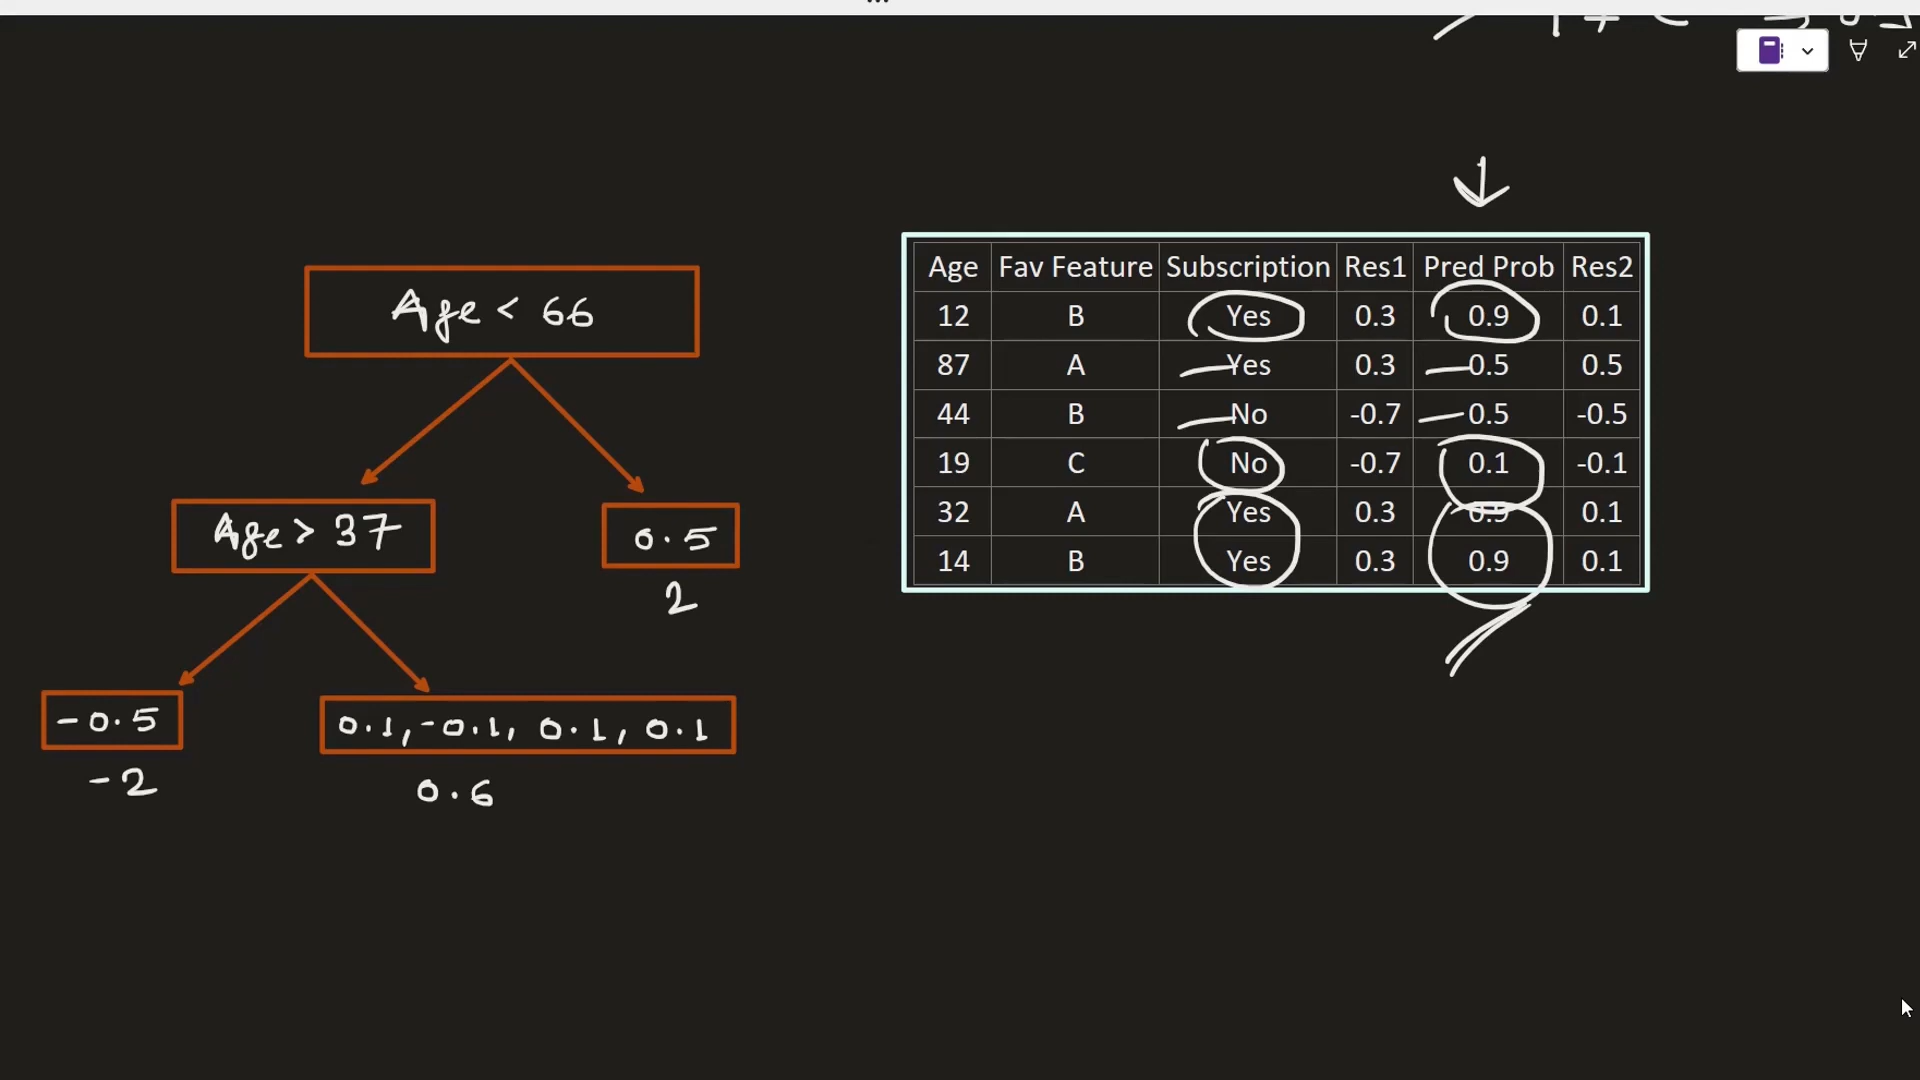 Age < 66
Age > 37
0.5
2
-0.5
-2
0.1, -0.1, 0.1, 0.1
0.6
Age Fav Feature Subscription Res1 Pred Prob Res2
12 B Yes 0.3 0.9 0.1
87 A Yes 0.3 0.5 0.5
44 B No -0.7 0.5 -0.5
19 C No -0.7 0.1 -0.1
32 A Yes 0.3 0.9 0.1
14 B Yes 0.3 0.9 0.1